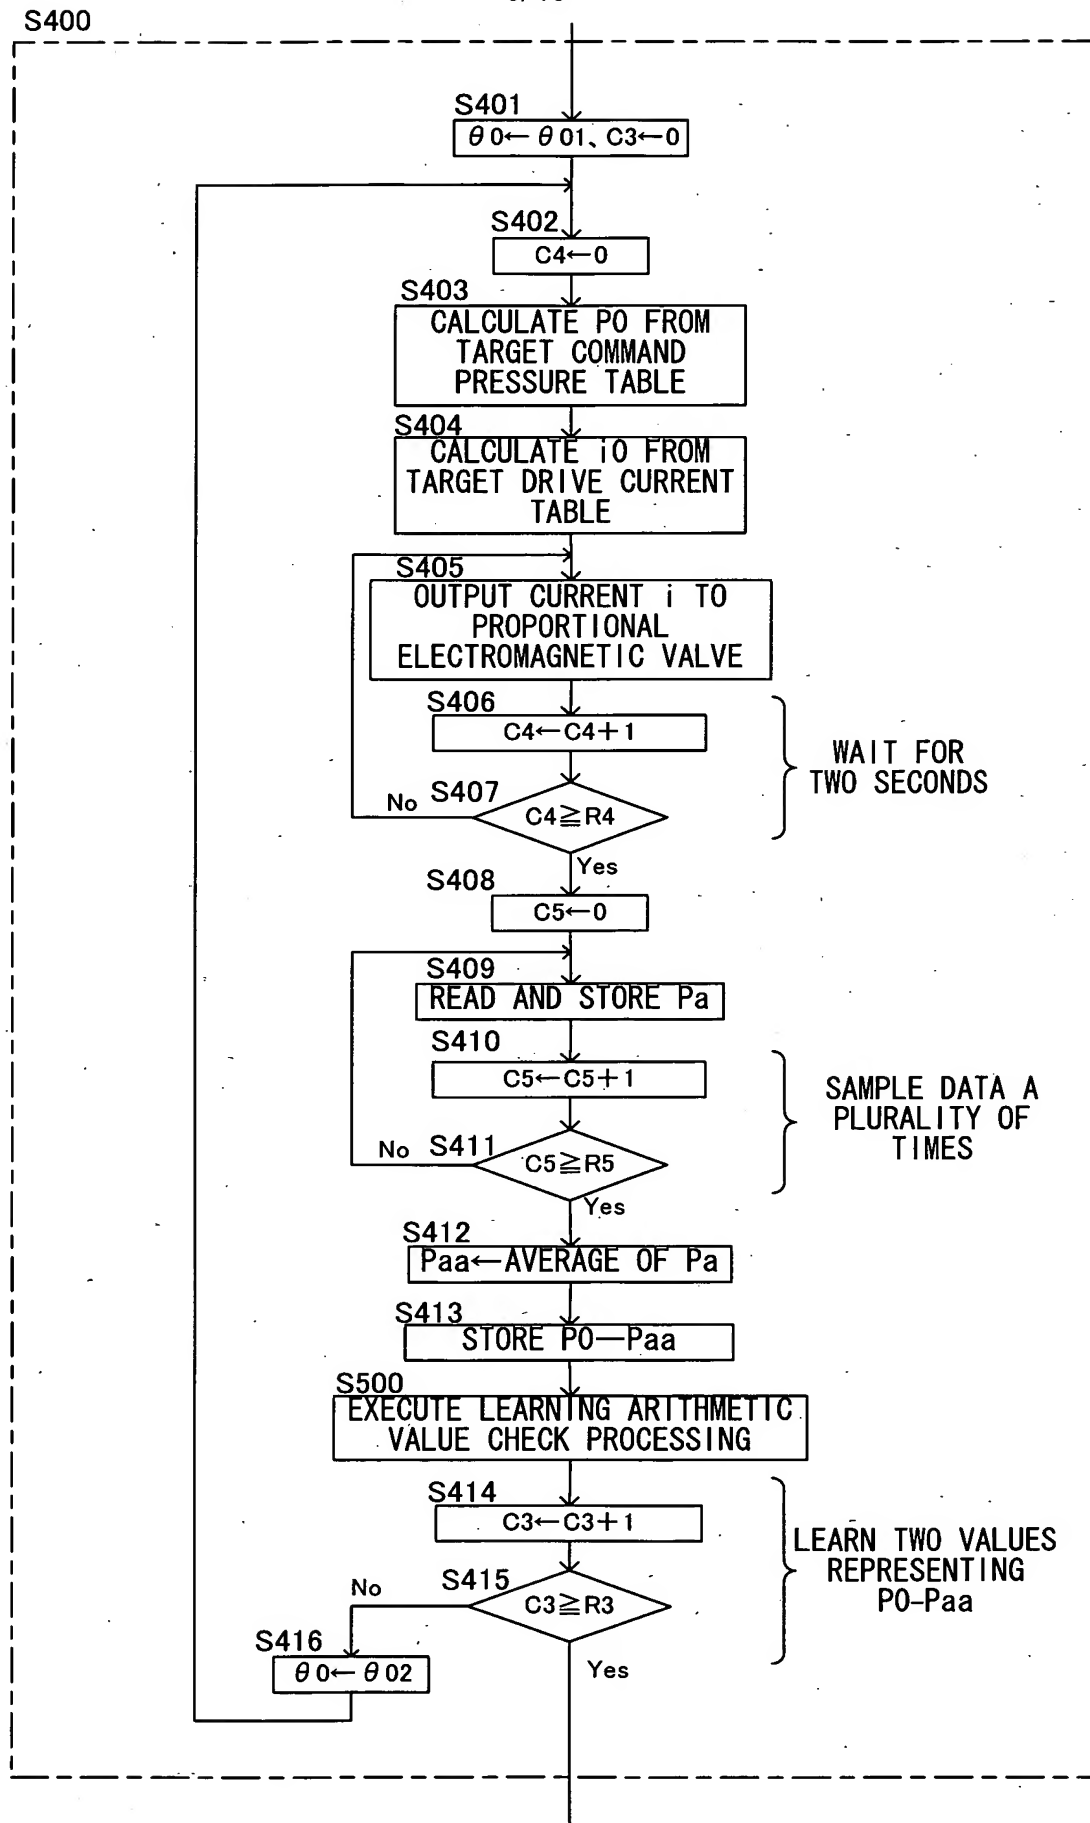 S400
S401
θ0←θ01、C3←0
S402
C4←0
S403
CALCULATE P0 FROM
TARGET COMMAND
PRESSURE TABLE
S404
CALCULATE i0 FROM
TARGET DRIVE CURRENT
TABLE
S405
OUTPUT CURRENT i TO
PROPORTIONAL
ELECTROMAGNETIC VALVE
S406
C4←C4+1
WAIT FOR
TWO SECONDS
No
S407
C4≧R4
Yes
S408
C5←0
S409
READ AND STORE Pa
S410
C5←C5+1
SAMPLE DATA A
PLURALITY OF
TIMES
No
S411
C5≧R5
Yes
S412
Paa←AVERAGE OF Pa
S413
STORE P0—Paa
S500
EXECUTE LEARNING ARITHMETIC
VALUE CHECK PROCESSING
S414
C3←C3+1
LEARN TWO VALUES
REPRESENTING
P0-Paa
No
S415
C3≧R3
Yes
S416
θ0←θ02